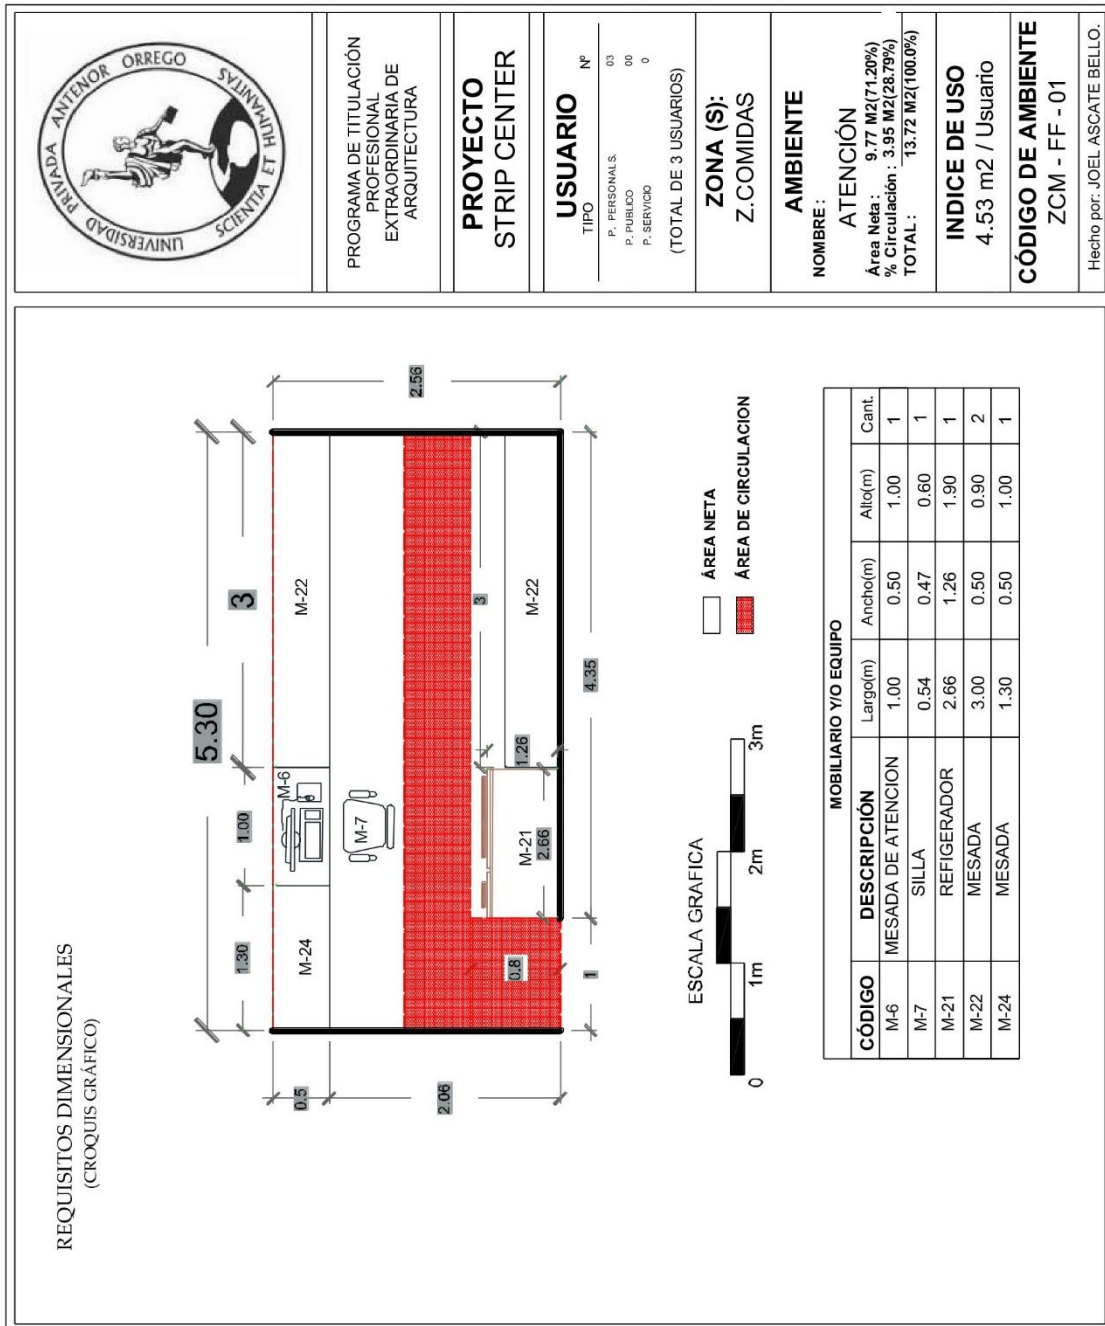 REQUISITOS DIMENSIONALES
(CROQUIS GRÁFICO)
5.30
1.30
1.00
3
0.5
2.06
2.56
M-24
M-6
M-22
M-7
3
0.8
M-21
2.66
1.26
M-22
1
4.35
ESCALA GRAFICA
0 1m 2m 3m
ÁREA NETA
ÁREA DE CIRCULACION
MOBILIARIO Y/O EQUIPO
CÓDIGO DESCRIPCIÓN Largo(m) Ancho(m) Alto(m) Cant.
M-6 MESADA DE ATENCION 1.00 0.50 1.00 1
M-7 SILLA 0.54 0.47 0.60 1
M-21 REFIGERADOR 2.66 1.26 1.90 1
M-22 MESADA 3.00 0.50 0.90 2
M-24 MESADA 1.30 0.50 1.00 1
UNIVERSIDAD PRIVADA ANTENOR ORREGO
SCIENTIA ET HUMANITAS
PROGRAMA DE TITULACIÓN
PROFESIONAL
EXTRAORDINARIA DE
ARQUITECTURA
PROYECTO
STRIP CENTER
USUARIO
TIPO Nº
P. PERSONAL S. 03
P. PUBLICO 00
P. SERVICIO 0
(TOTAL DE 3 USUARIOS)
ZONA (S):
Z.COMIDAS
AMBIENTE
NOMBRE :
ATENCIÓN
Área Neta : 9.77 M2(71.20%)
% Circulación : 3.95 M2(28.79%)
TOTAL : 13.72 M2(100.0%)
INDICE DE USO
4.53 m2 / Usuario
CÓDIGO DE AMBIENTE
ZCM - FF - 01
Hecho por: JOEL ASCATE BELLO.